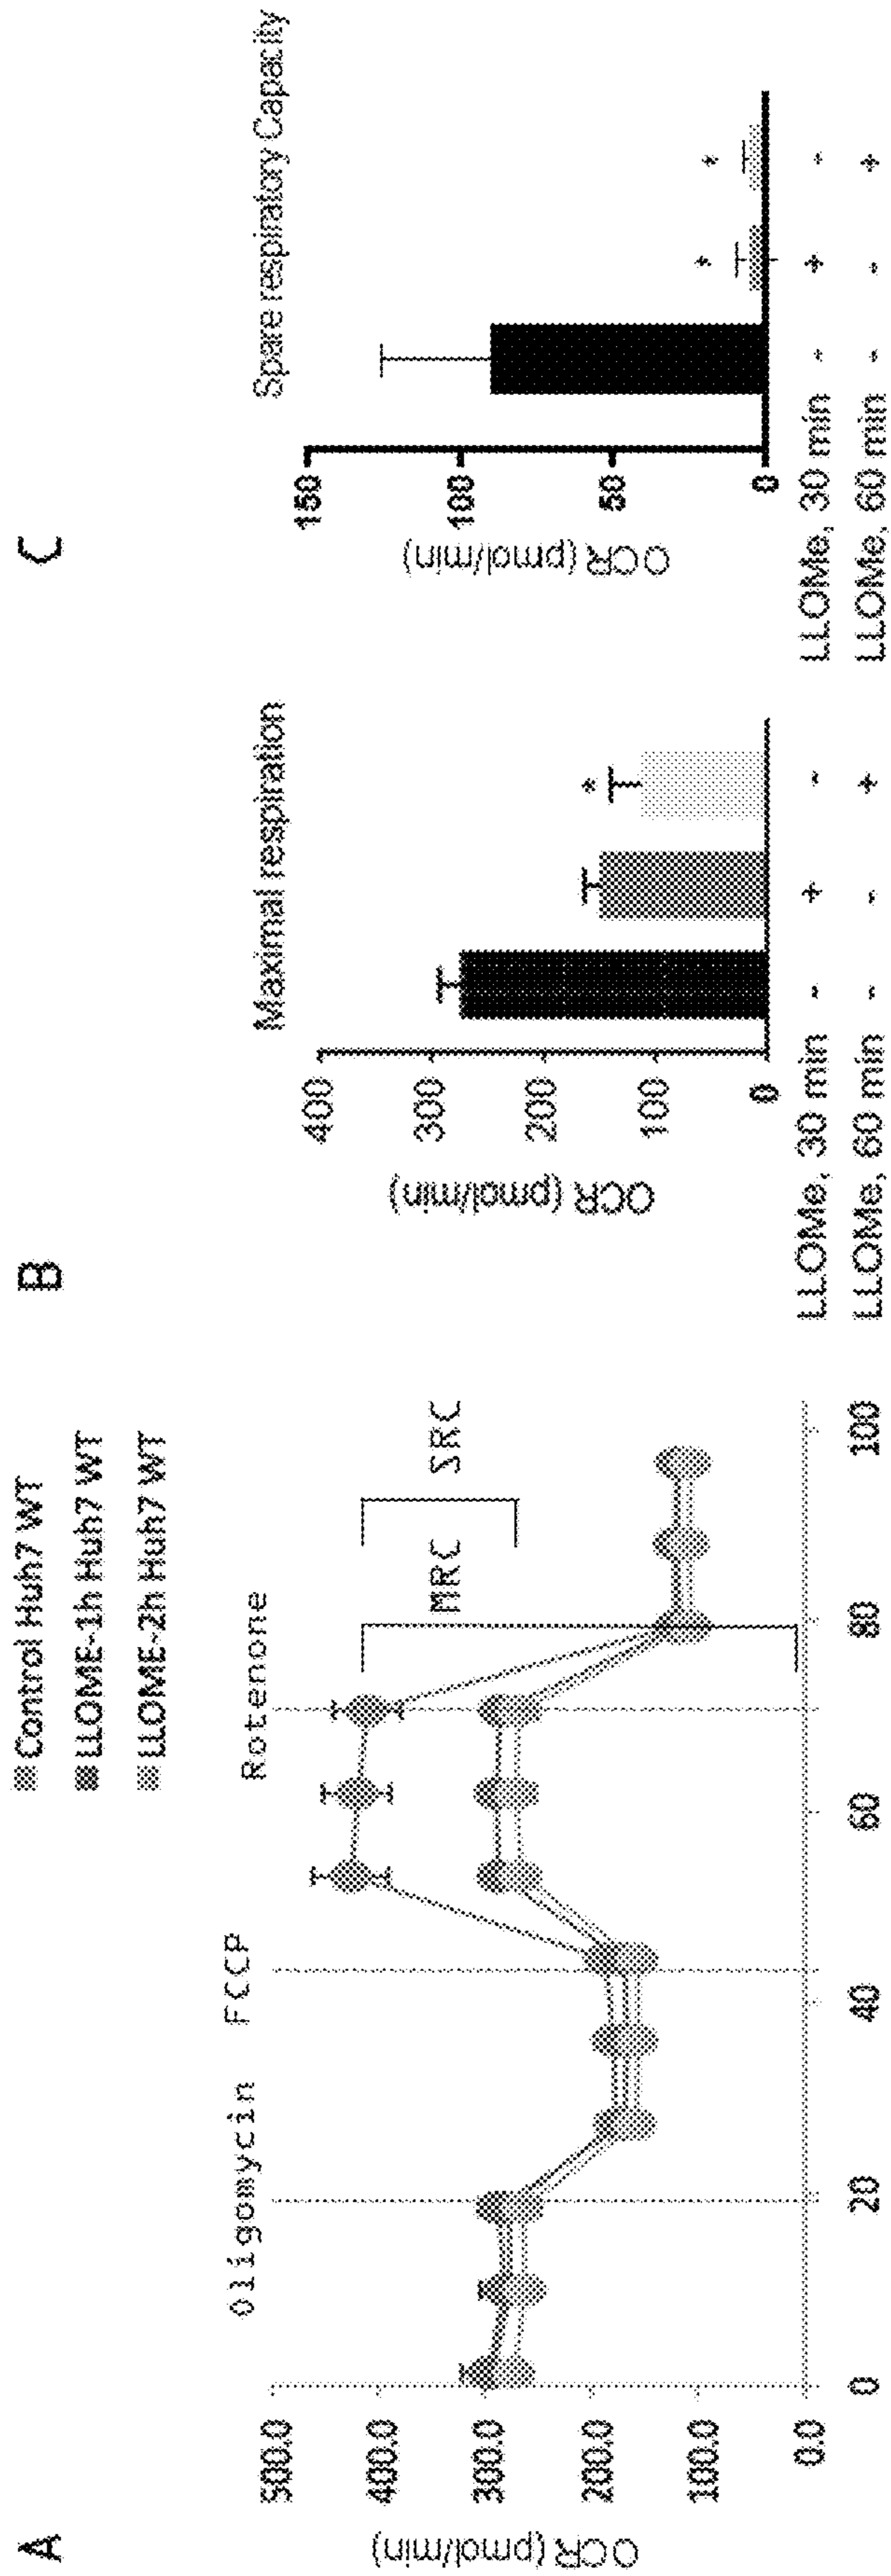 A
Control Huh7 WT
LLOME-1h Huh7 WT
LLOME-2h Huh7 WT
Oligomycin FCCP Rotenone
OCR (pmol/min)
500.0
400.0
300.0
200.0
100.0
0.0
0 20 40 60 80 100
MRC SRC
B
Maximal respiration
OCR (pmol/min)
400
300
200
100
0
LLOMe, 30 min - + -
LLOMe, 60 min - - +
*
C
Spare respiratory Capacity
OCR (pmol/min)
150
100
50
0
* *
LLOMe, 30 min - + -
LLOMe, 60 min - - +